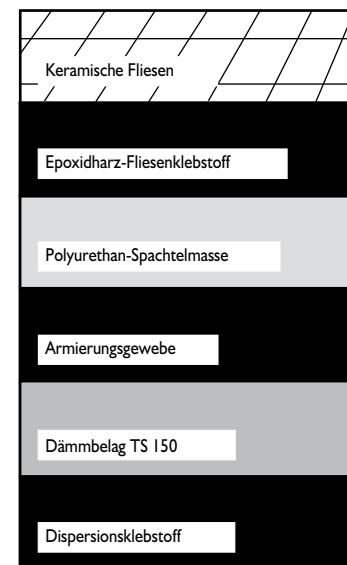 Keramische Fliesen
Epoxidharz-Fliesenklebstoff
Polyurethan-Spachtelmasse
Armierungsgewebe
Dämmbelag TS 150
Dispersionsklebstoff